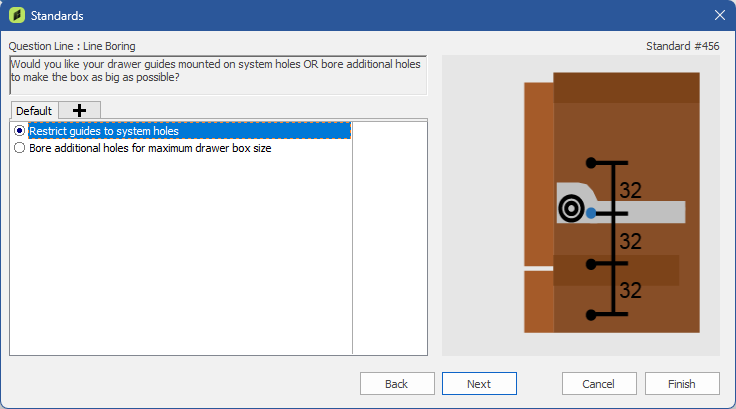 Standards
Question Line : Line Boring
Standard #456
Would you like your drawer guides mounted on system holes OR bore additional holes
to make the box as big as possible?
Default
Restrict guides to system holes
Bore additional holes for maximum drawer box size
32
32
32
Back
Next
Cancel
Finish